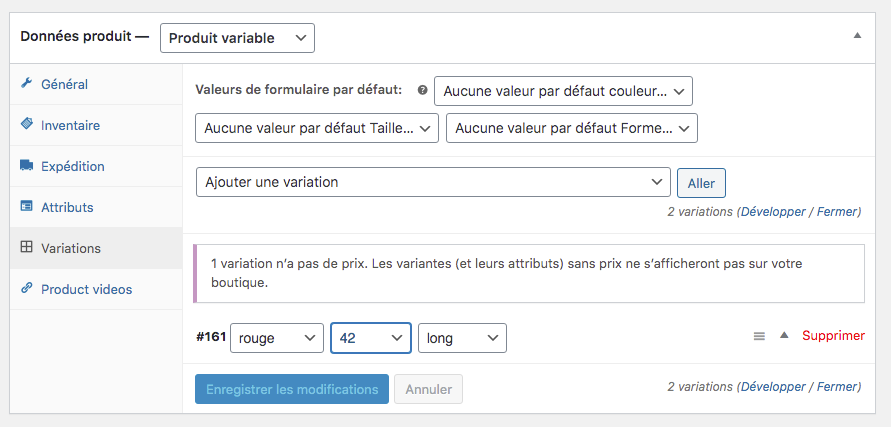 Données produit — Produit variable
Général
Inventaire
Expédition
Attributs
Variations
Product videos
Valeurs de formulaire par défaut: ? Aucune valeur par défaut couleur...
Aucune valeur par défaut Taille... Aucune valeur par défaut Forme...
Ajouter une variation Aller
2 variations (Développer / Fermer)
1 variation n’a pas de prix. Les variantes (et leurs attributs) sans prix ne s’afficheront pas sur votre
boutique.
#161 rouge 42 long Supprimer
Enregistrer les modifications Annuler 2 variations (Développer / Fermer)